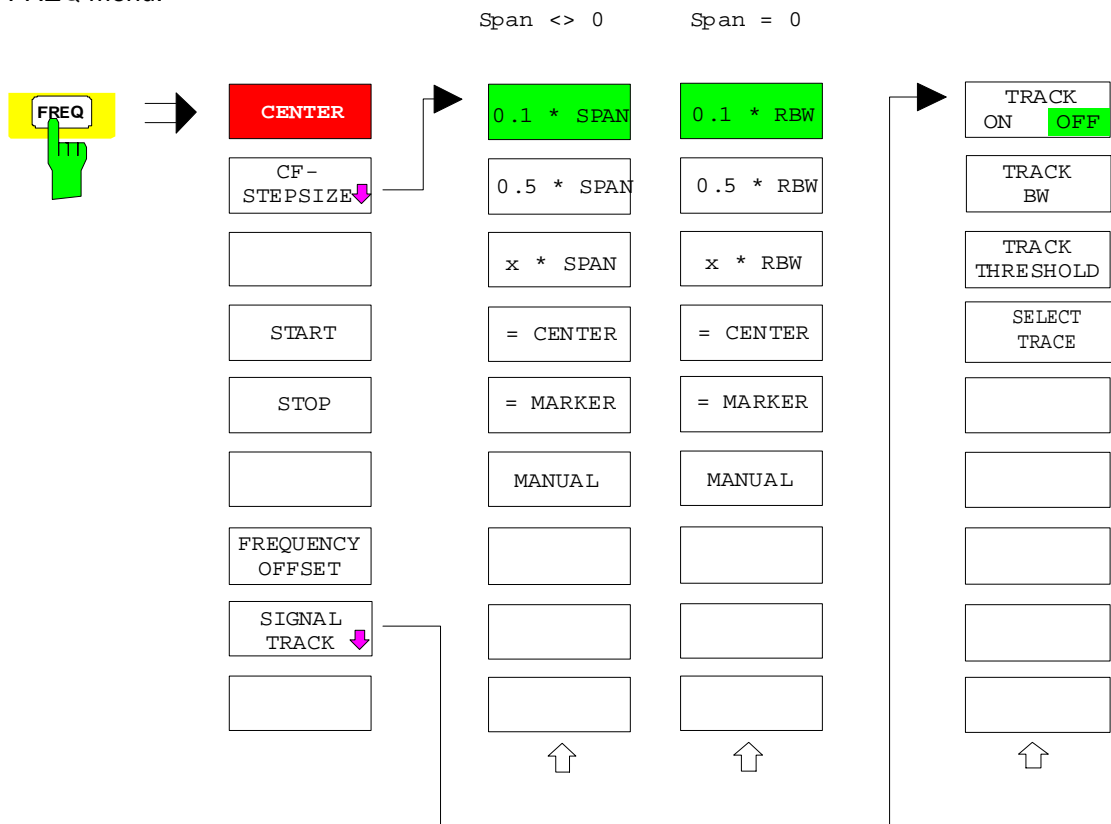 FREQ menu:
Span <> 0
Span = 0
FREQ
CENTER
CF-
STEPSIZE
START
STOP
FREQUENCY
OFFSET
SIGNAL
TRACK
0.1 * SPAN
0.5 * SPAN
x * SPAN
= CENTER
= MARKER
MANUAL
0.1 * RBW
0.5 * RBW
x * RBW
= CENTER
= MARKER
MANUAL
TRACK
ON OFF
TRACK
BW
TRACK
THRESHOLD
SELECT
TRACE